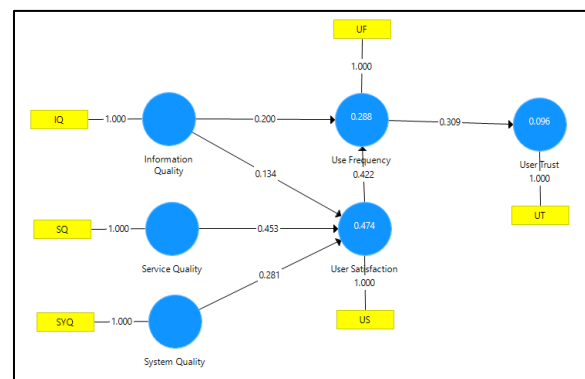 UF
1.000
IQ
1.000
0.200
0.288
0.309
0.096
Information
Quality
Use Frequency
User Trust
0.134
0.422
1.000
SQ
1.000
0.453
0.474
UT
Service Quality
User Satisfaction
0.281
1.000
SYQ
1.000
US
System Quality